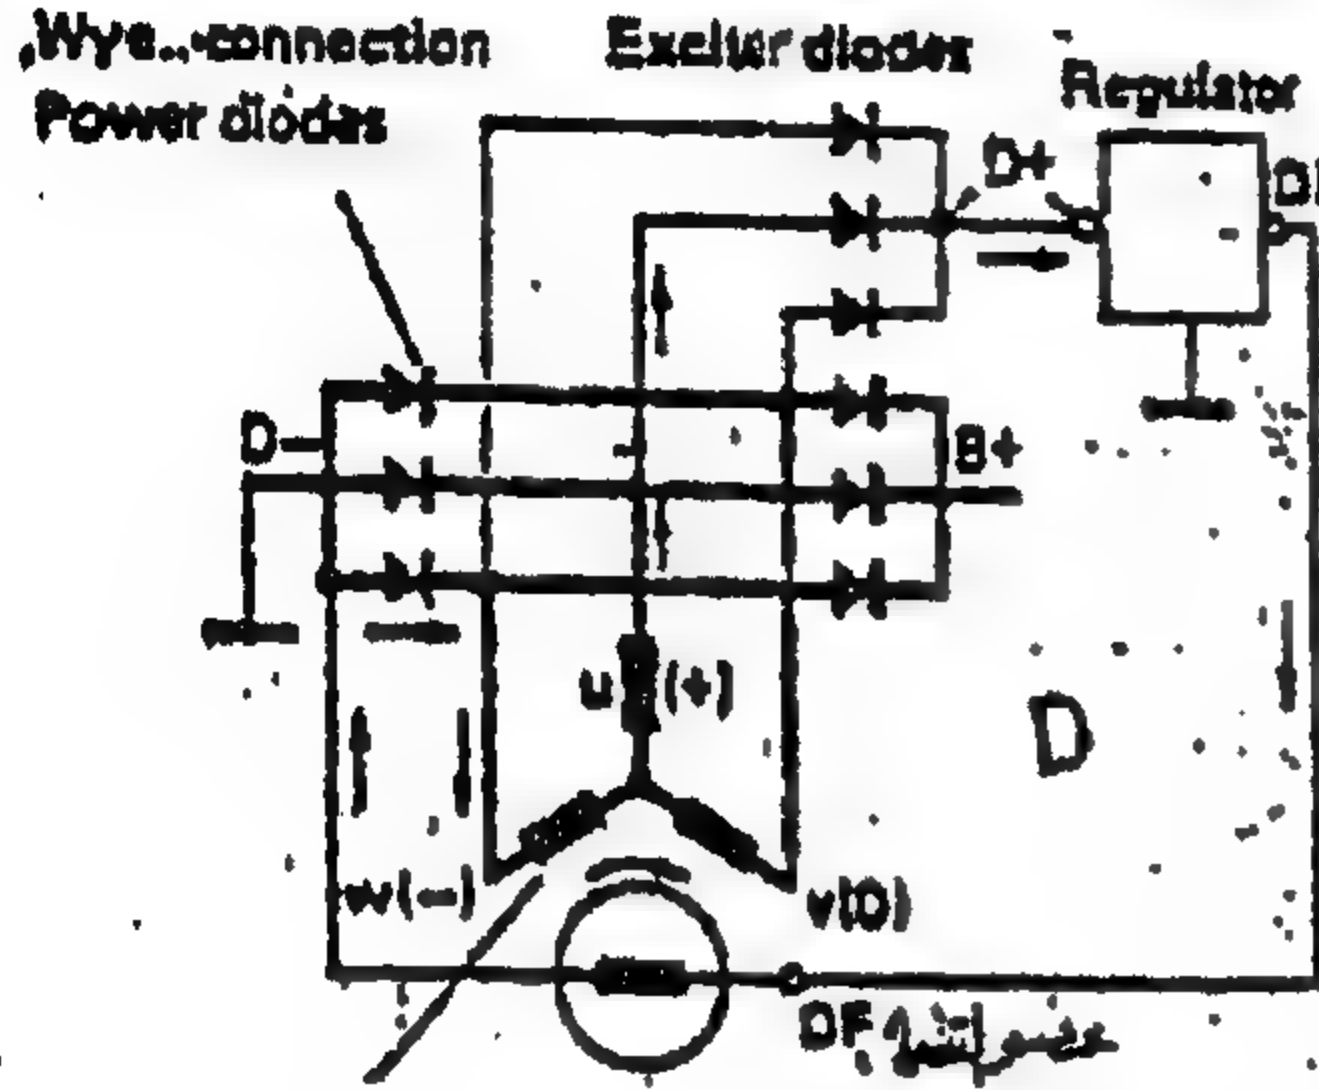 „Wye..-connection
Power diodes
Exciter diodes
Regulator
D+
D-
B+
u (+)
D
w(-)
v(0)
DF